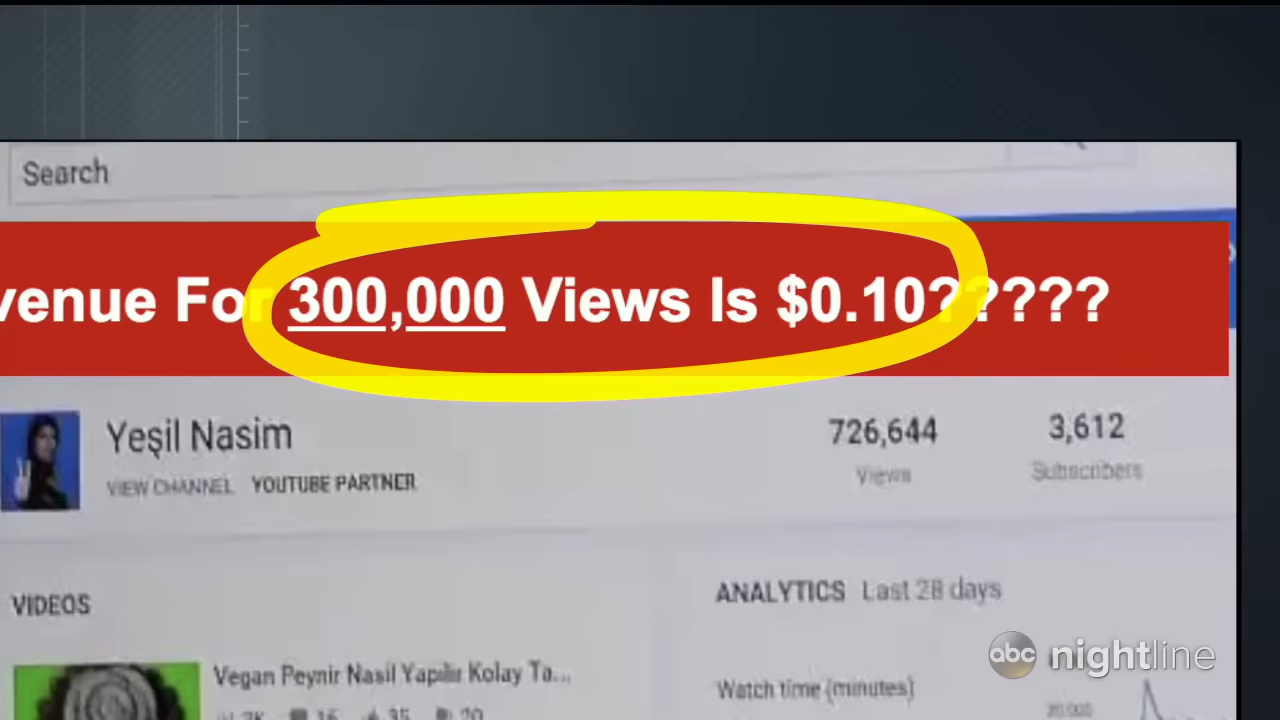 Search
venue For 300,000 Views Is $0.10?????
Yeşil Nasim
726,644
3,612
VIEW CHANNEL YOUTUBE PARTNER
Views
Subscribers
VIDEOS
ANALYTICS Last 28 days
Vegan Peynir Nasil Yapılır Kolay Ta...
Watch time (minutes)
abc nightline